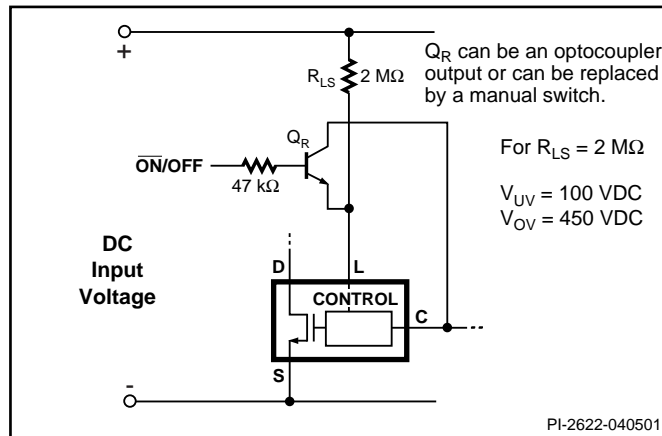 +
R_LS 2 MΩ
Q_R can be an optocoupler
output or can be replaced
by a manual switch.
Q_R
ON/OFF
47 kΩ
For R_LS = 2 MΩ
V_UV = 100 VDC
V_OV = 450 VDC
DC
Input
Voltage
D
L
CONTROL
C
S
-
PI-2622-040501